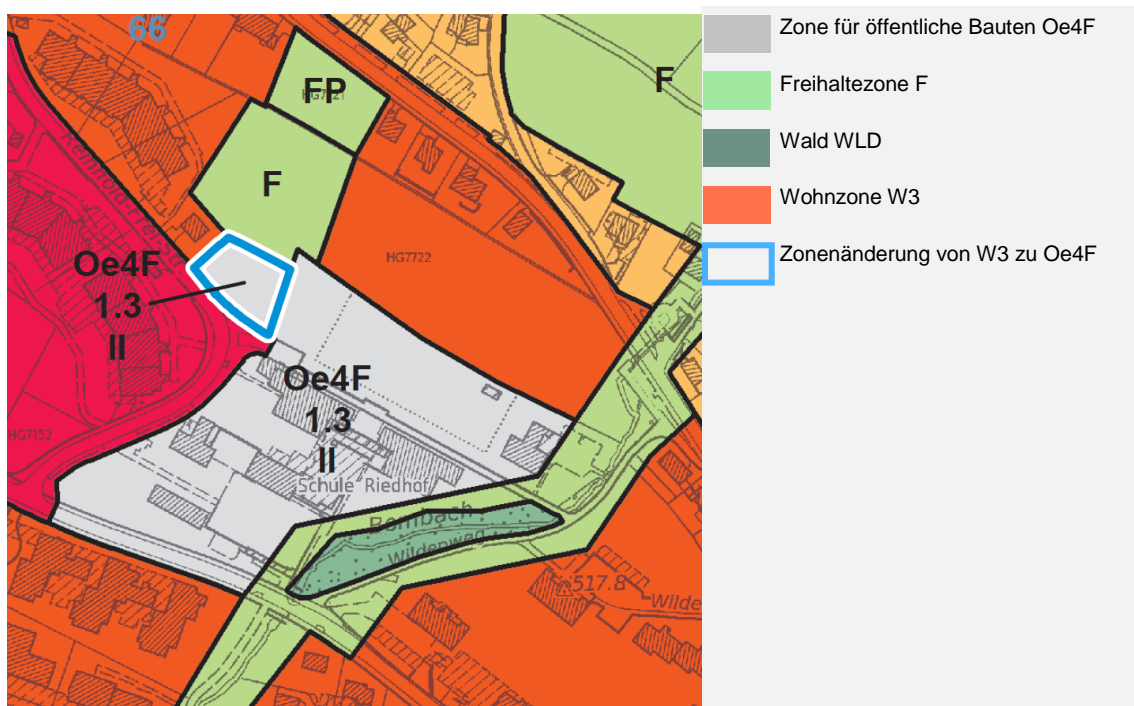 66
FP
HG7721
F
F
HG7722
Oe4F
1.3
II
Oe4F
1.3
II
HG7152
Schule Riedhof
Bombach
Wildenweg
517.8
Zone für öffentliche Bauten Oe4F
Freihaltezone F
Wald WLD
Wohnzone W3
Zonenänderung von W3 zu Oe4F